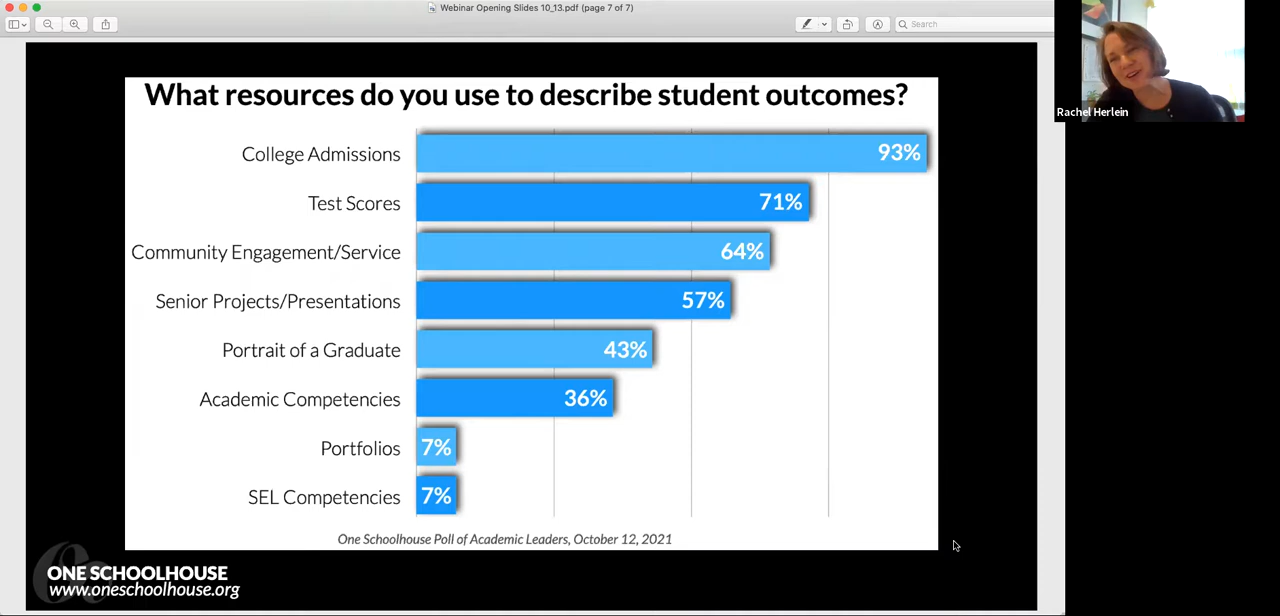 Webinar Opening Slides 10_13.pdf (page 7 of 7)
Search
Rachel Herlein
What resources do you use to describe student outcomes?
College Admissions 93%
Test Scores 71%
Community Engagement/Service 64%
Senior Projects/Presentations 57%
Portrait of a Graduate 43%
Academic Competencies 36%
Portfolios 7%
SEL Competencies 7%
One Schoolhouse Poll of Academic Leaders, October 12, 2021
ONE SCHOOLHOUSE
www.oneschoolhouse.org